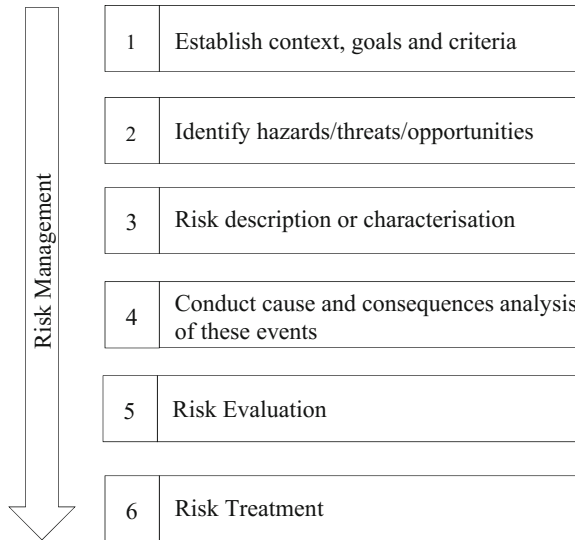 Risk Management
1
Establish context, goals and criteria
2
Identify hazards/threats/opportunities
3
Risk description or characterisation
4
Conduct cause and consequences analysis
of these events
5
Risk Evaluation
6
Risk Treatment